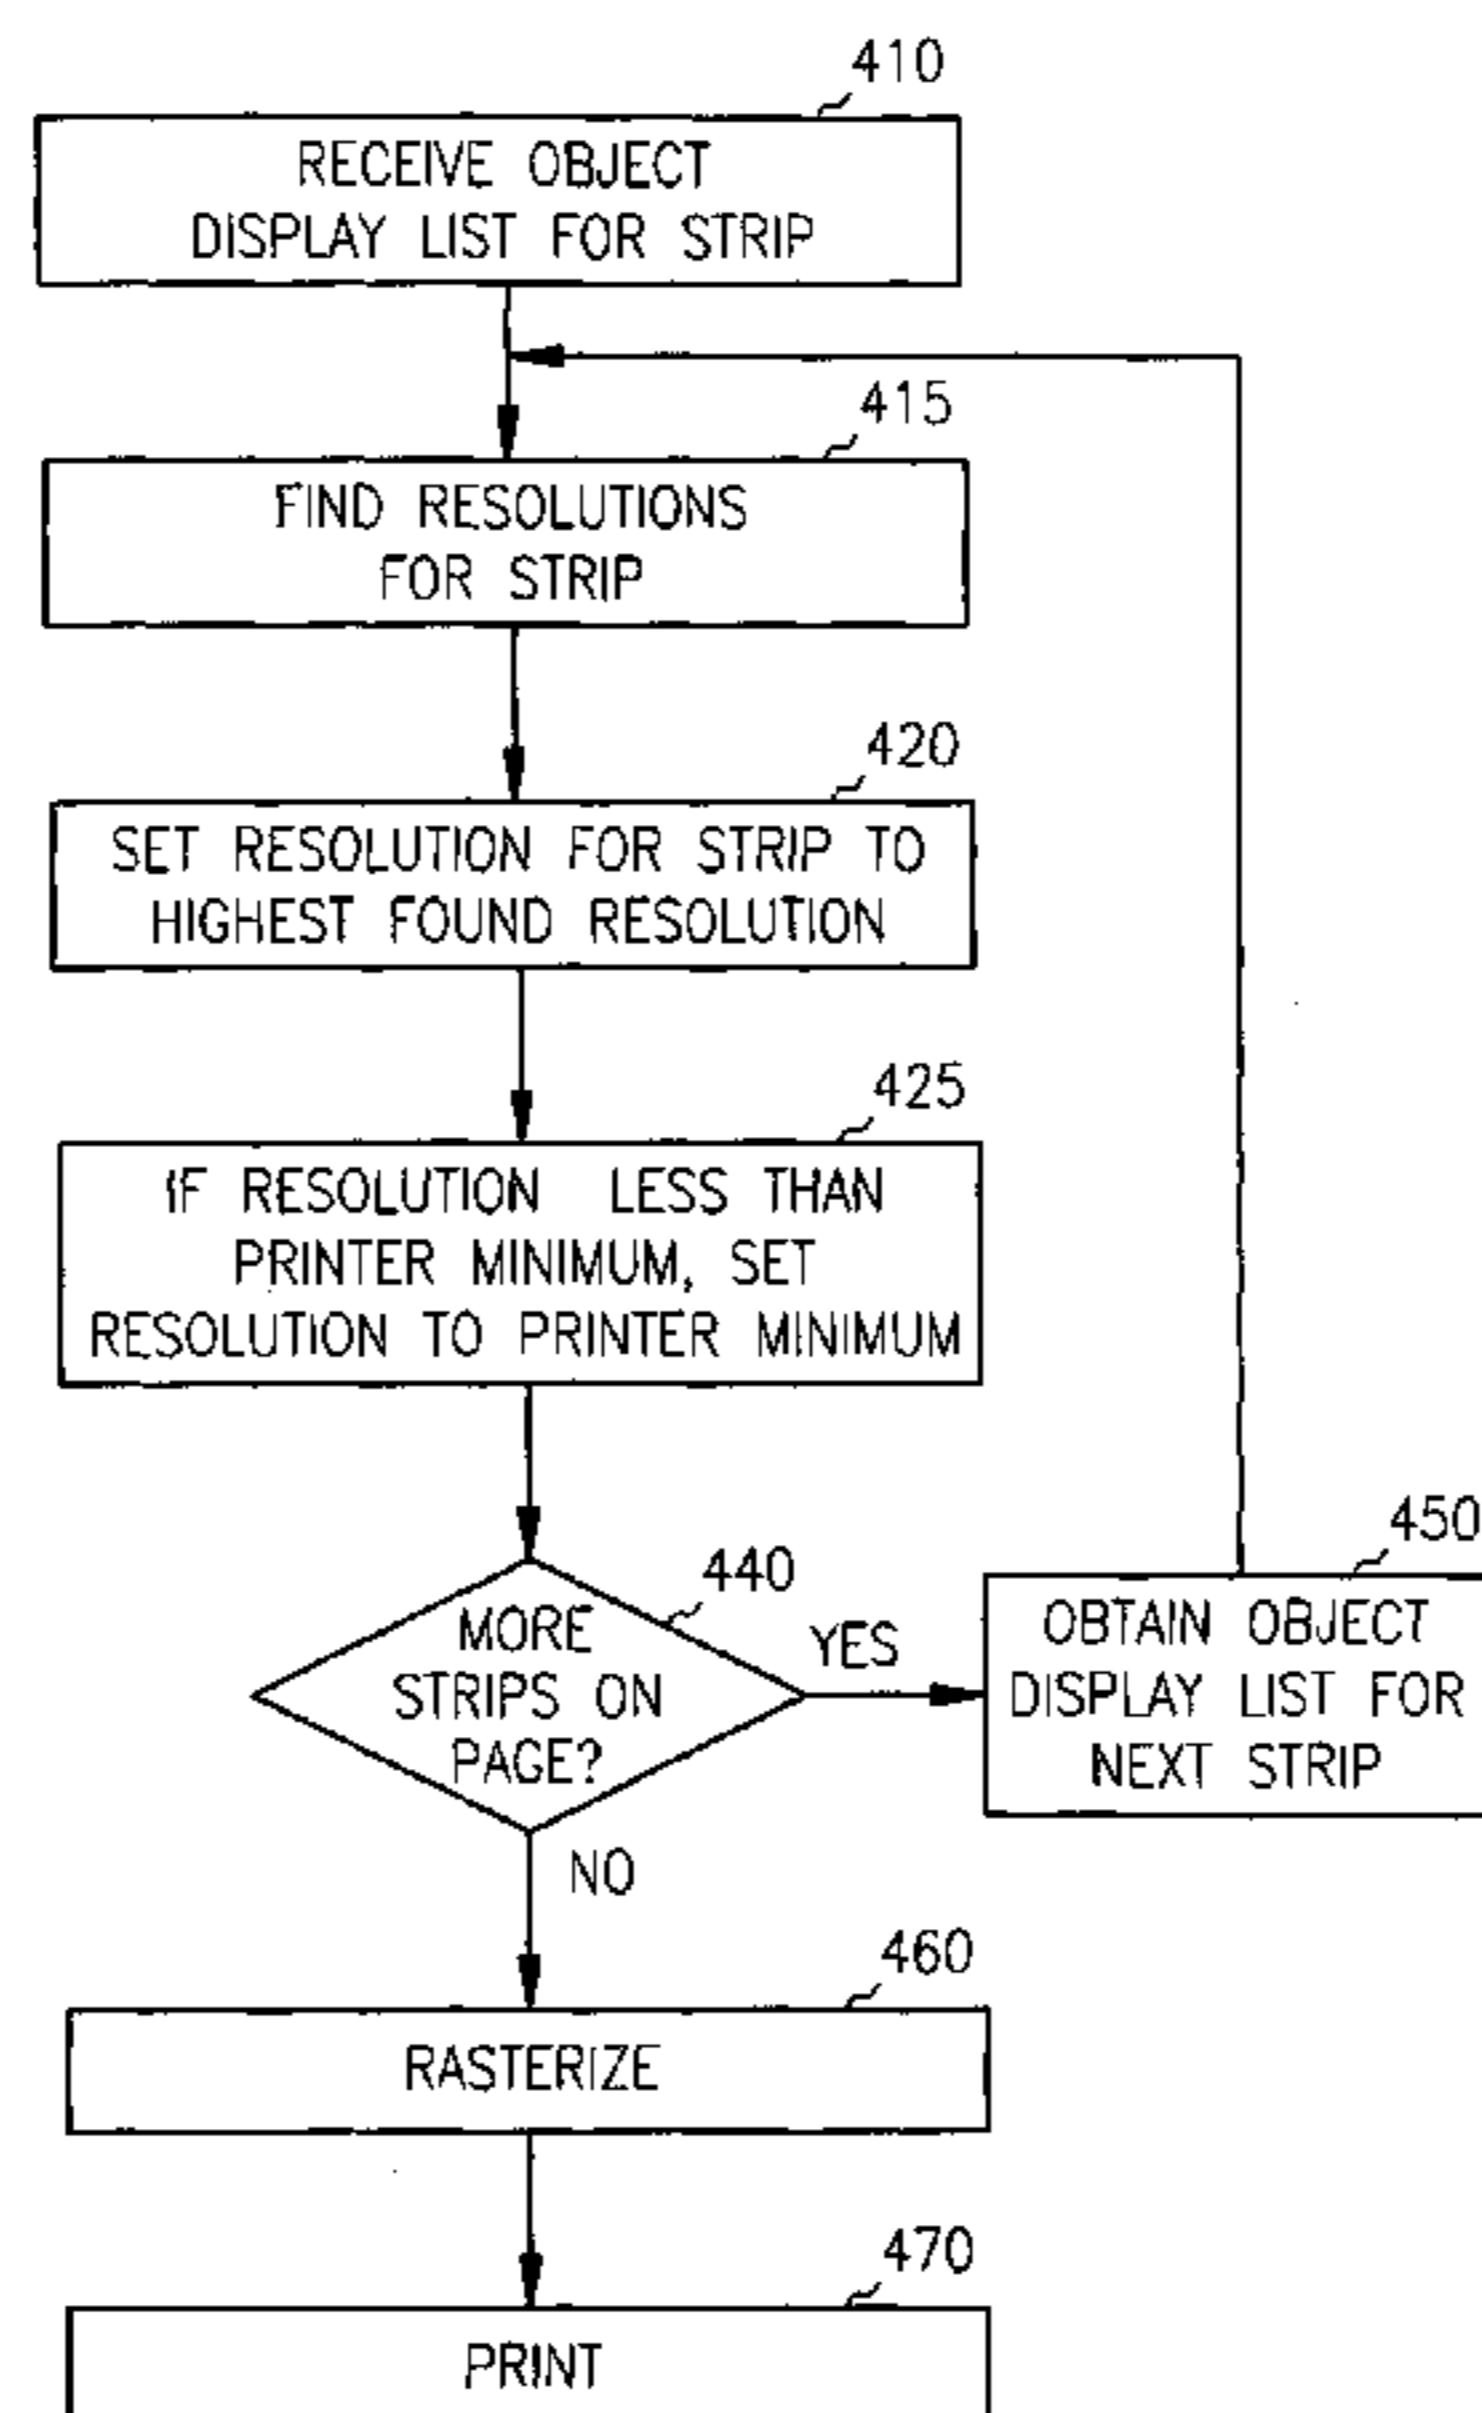 410
RECEIVE OBJECT
DISPLAY LIST FOR STRIP
415
FIND RESOLUTIONS
FOR STRIP
420
SET RESOLUTION FOR STRIP TO
HIGHEST FOUND RESOLUTION
425
IF RESOLUTION LESS THAN
PRINTER MINIMUM, SET
RESOLUTION TO PRINTER MINIMUM
440
MORE
STRIPS ON
PAGE?
YES
450
OBTAIN OBJECT
DISPLAY LIST FOR
NEXT STRIP
NO
460
RASTERIZE
470
PRINT